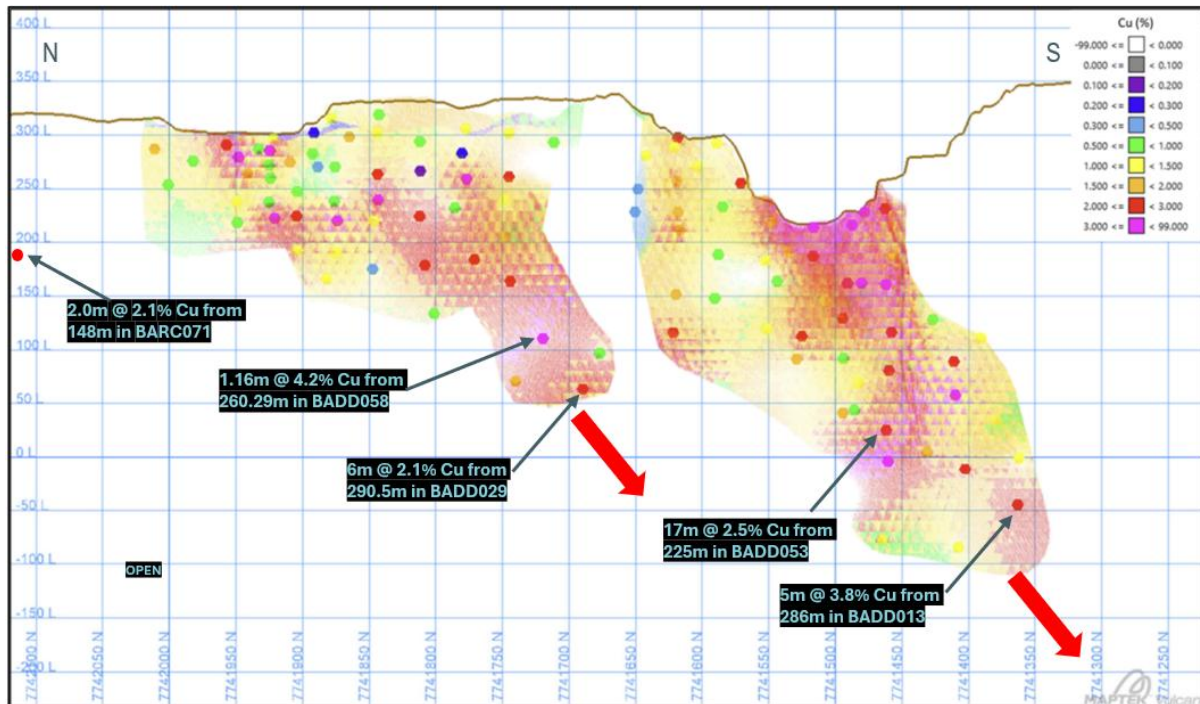 400 L
350 L
300 L
250 L
200 L
150 L
100 L
50 L
0 L
-50 L
-100 L
-150 L
-200 L
N
S
Cu (%)
-99.000 <= < 0.000
0.000 <= < 0.100
0.100 <= < 0.200
0.200 <= < 0.300
0.300 <= < 0.500
0.500 <= < 1.000
1.000 <= < 1.500
1.500 <= < 2.000
2.000 <= < 3.000
3.000 <= < 99.000
2.0m @ 2.1% Cu from
148m in BARC071
1.16m @ 4.2% Cu from
260.29m in BADD058
6m @ 2.1% Cu from
290.5m in BADD029
17m @ 2.5% Cu from
225m in BADD053
5m @ 3.8% Cu from
286m in BADD013
OPEN
7742000 N
7742050 N
7741950 N
7741900 N
7741850 N
7741800 N
7741750 N
7741700 N
7741650 N
7741600 N
7741550 N
7741500 N
7741450 N
7741400 N
7741350 N
7741300 N
7741250 N
MAPTEK Vulcan